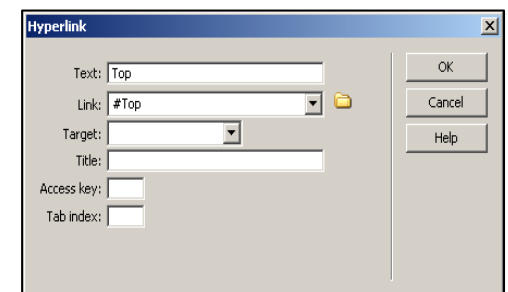 Hyperlink
Text: Top
OK
Link: #Top
Cancel
Target:
Help
Title:
Access key:
Tab index: